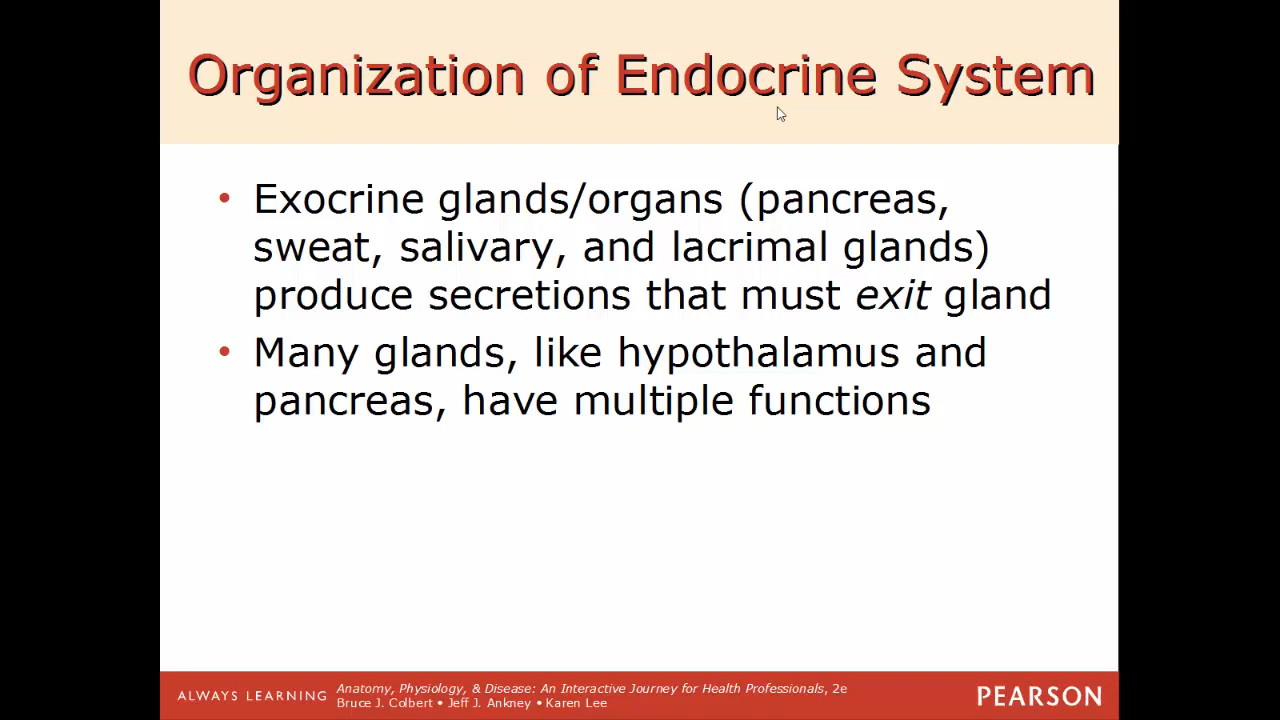 Organization of Endocrine System
• Exocrine glands/organs (pancreas,
sweat, salivary, and lacrimal glands)
produce secretions that must exit gland
• Many glands, like hypothalamus and
pancreas, have multiple functions
ALWAYS LEARNING
Anatomy, Physiology, & Disease: An Interactive Journey for Health Professionals, 2e
Bruce J. Colbert • Jeff J. Ankney • Karen Lee
PEARSON